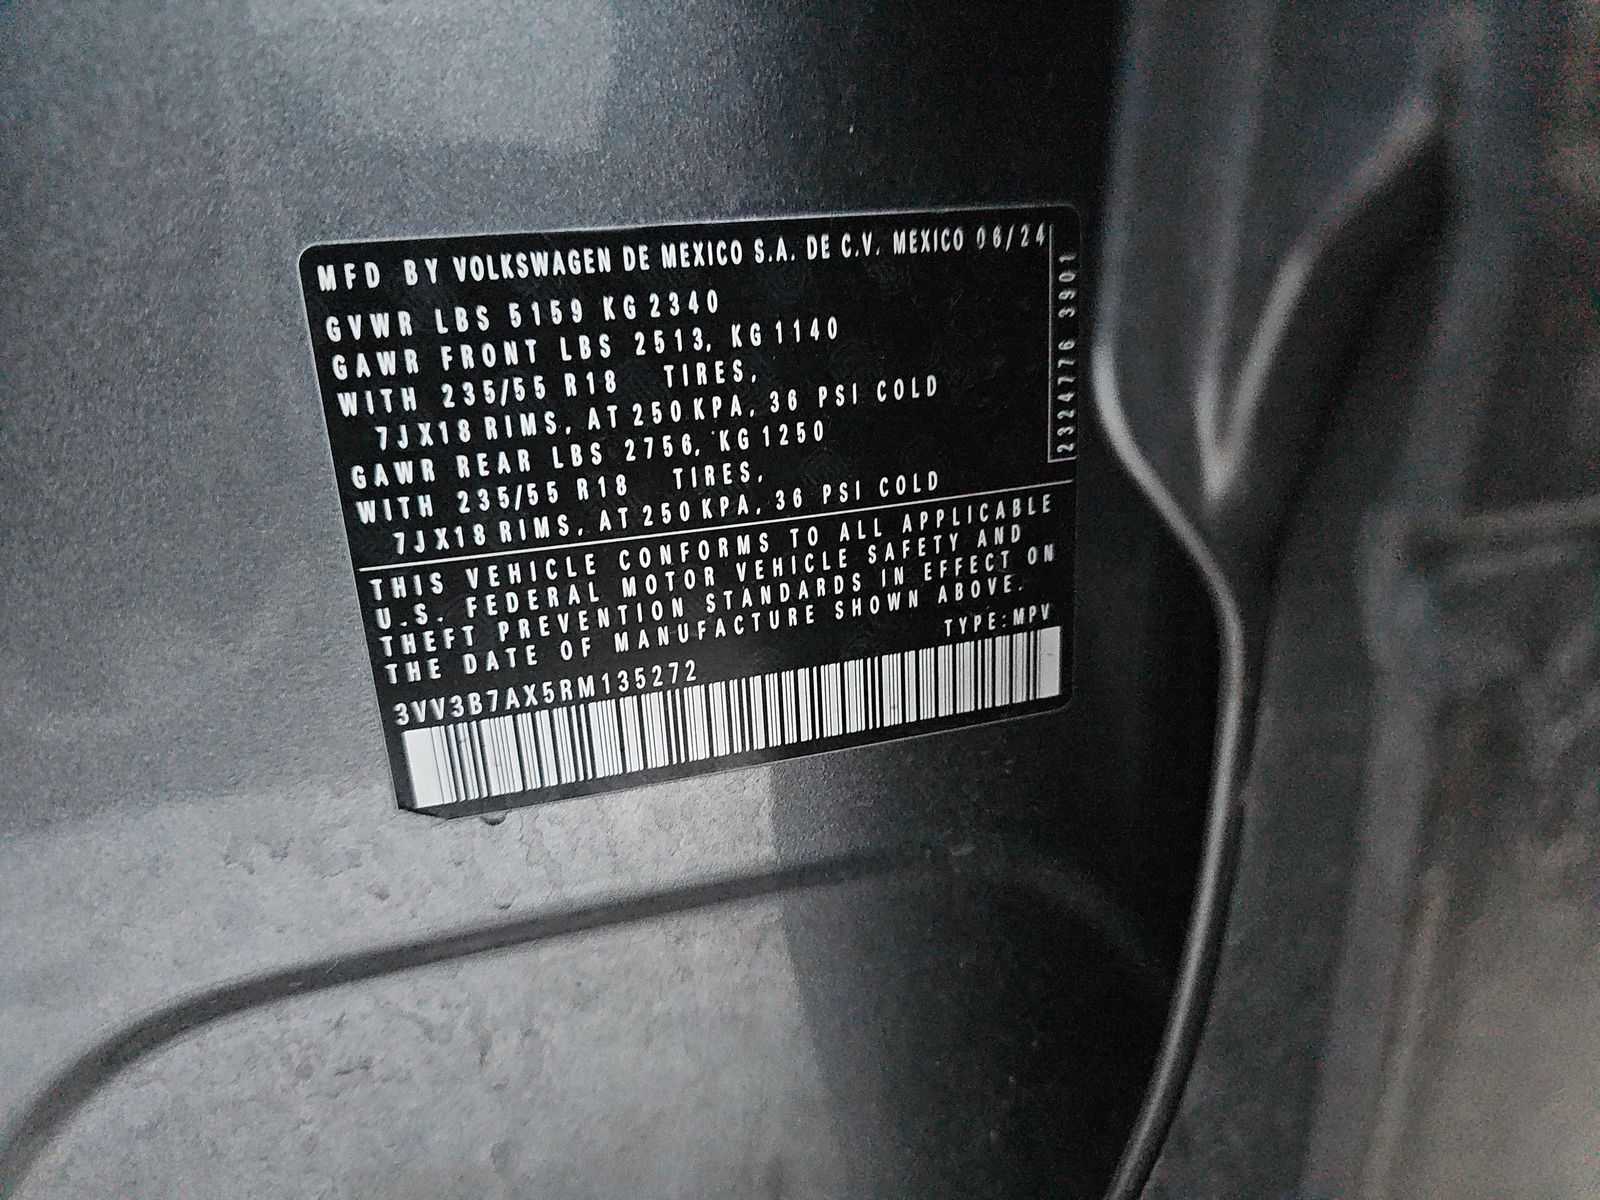 MFD BY VOLKSWAGEN DE MEXICO S.A. DE C.V. MEXICO 06/24
GVWR LBS 5159 KG 2340
GAWR FRONT LBS 2513, KG 1140
WITH 235/55 R18 TIRES,
7JX18 RIMS, AT 250 KPA, 36 PSI COLD
GAWR REAR LBS 2756, KG 1250
WITH 235/55 R18 TIRES,
7JX18 RIMS, AT 250 KPA, 36 PSI COLD
2324776 3901
THIS VEHICLE CONFORMS TO ALL APPLICABLE
U.S. FEDERAL MOTOR VEHICLE SAFETY AND
THEFT PREVENTION STANDARDS IN EFFECT ON
THE DATE OF MANUFACTURE SHOWN ABOVE.
TYPE: MPV
3VV3B7AX5RM135272